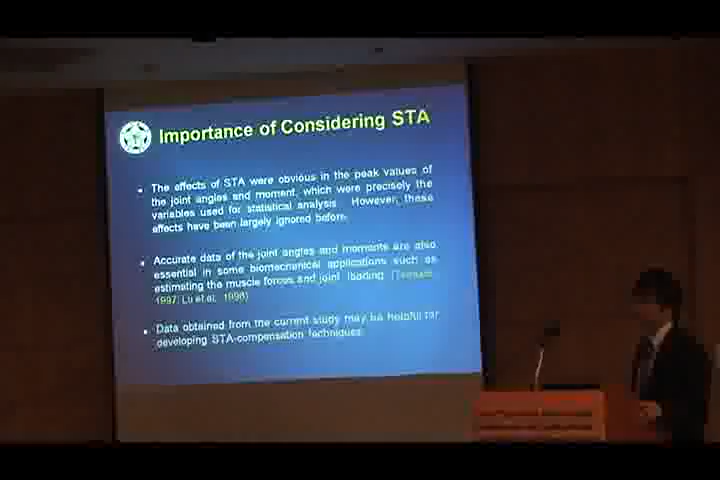 Importance of Considering STA
The effects of STA were obvious in the peak values of
the joint angles and moment, which were precisely the
variables used for statistical analysis. However, these
effects have been largely ignored before.
Accurate data of the joint angles and moments are also
essential in some biomechanical applications such as
estimating the muscle forces and joint loading
1997; Lu et al., 1998)
Data obtained from the current study may be helpful for
developing STA-compensation techniques.